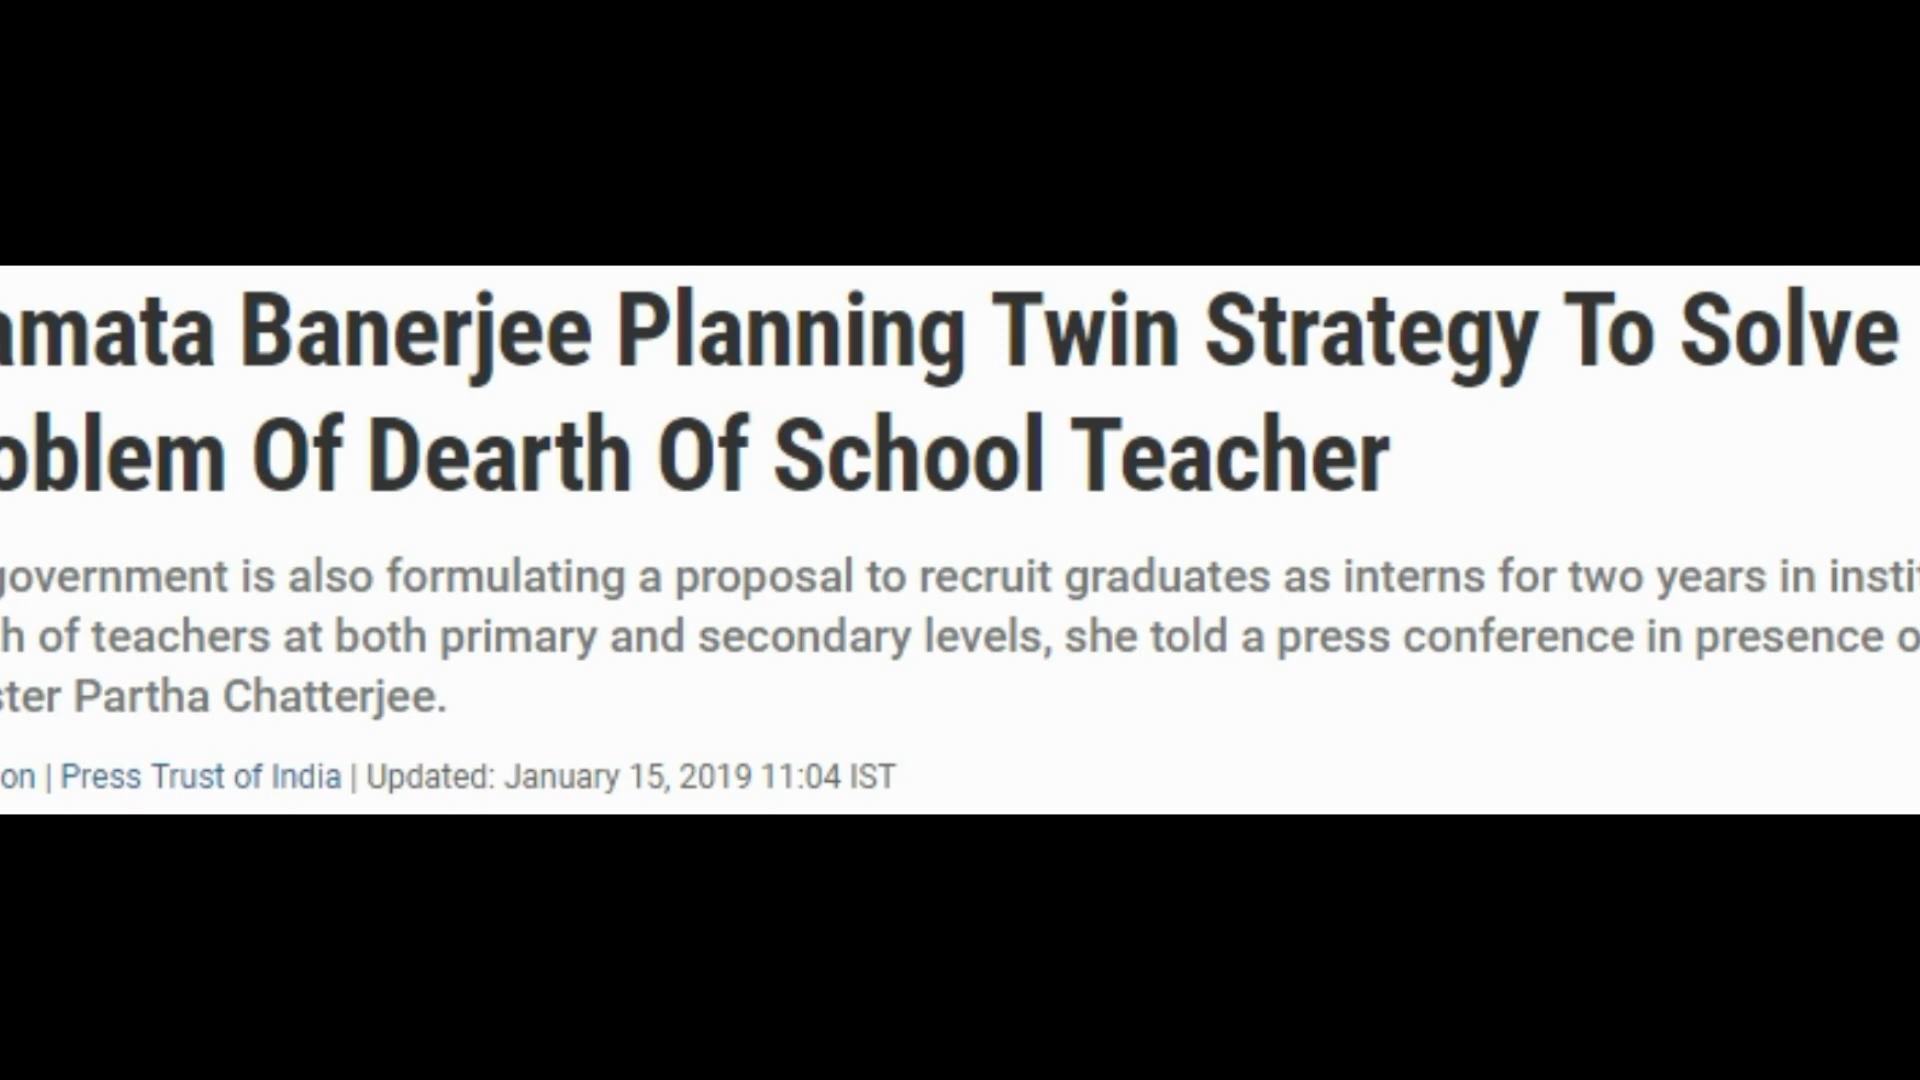 amata Banerjee Planning Twin Strategy To Solve
oblem Of Dearth Of School Teacher
government is also formulating a proposal to recruit graduates as interns for two years in instit
h of teachers at both primary and secondary levels, she told a press conference in presence o
ster Partha Chatterjee.
on | Press Trust of India | Updated: January 15, 2019 11:04 IST